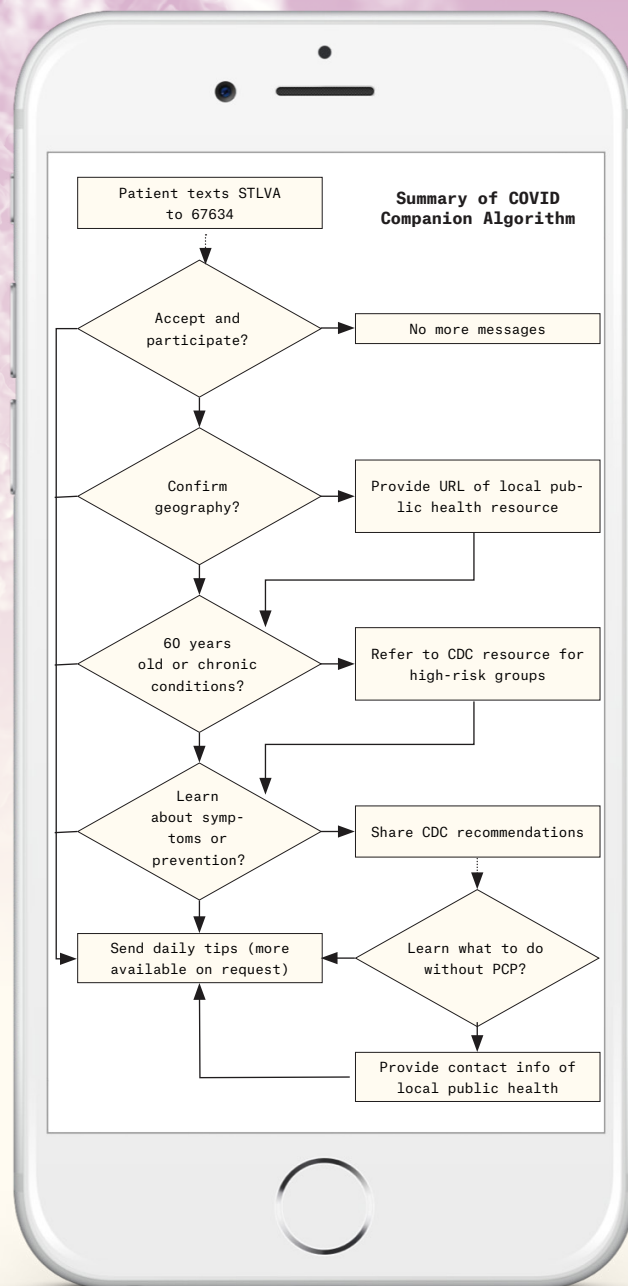 Patient texts STLVA
to 67634
Summary of COVID
Companion Algorithm
Accept and
participate?
No more messages
Confirm
geography?
Provide URL of local pub-
lic health resource
60 years
old or chronic
conditions?
Refer to CDC resource for
high-risk groups
Learn
about symp-
toms or
prevention?
Share CDC recommendations
Send daily tips (more
available on request)
Learn what to do
without PCP?
Provide contact info of
local public health